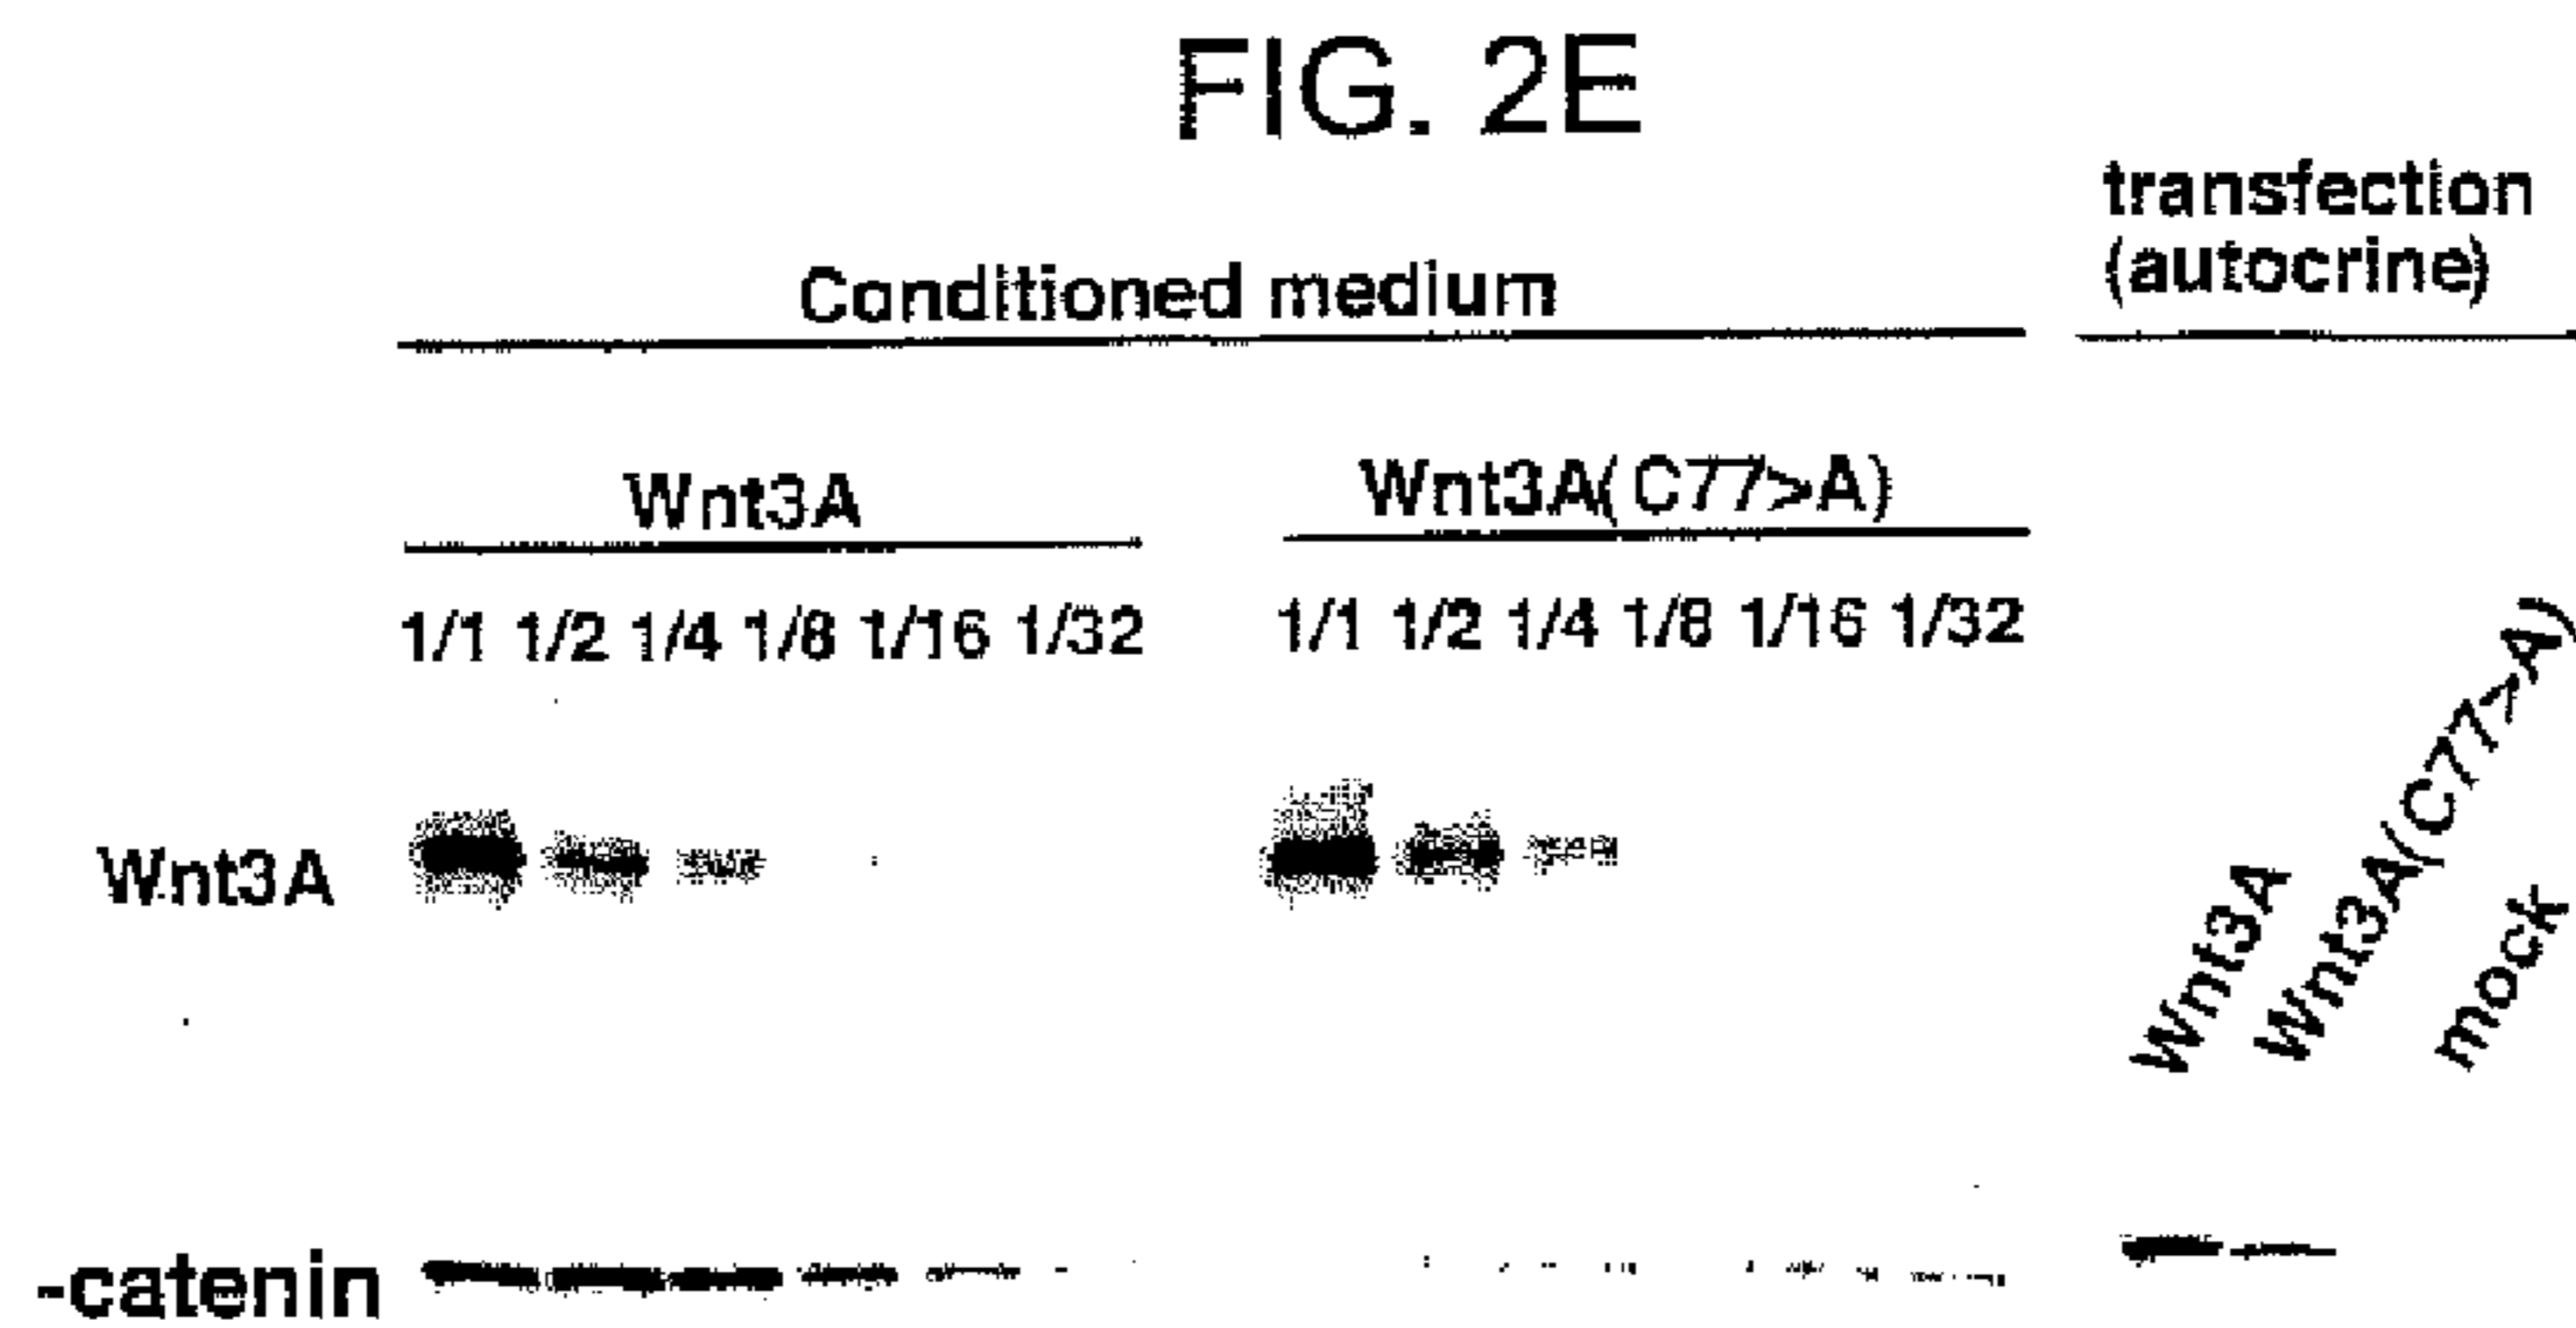 FIG. 2E
transfection
(autocrine)
Conditioned medium
Wnt3A
Wnt3A(C77>A)
1/1 1/2 1/4 1/8 1/16 1/32
1/1 1/2 1/4 1/8 1/16 1/32
Wnt3A
Wnt3A
Wnt3A(C77>A)
mock
-catenin